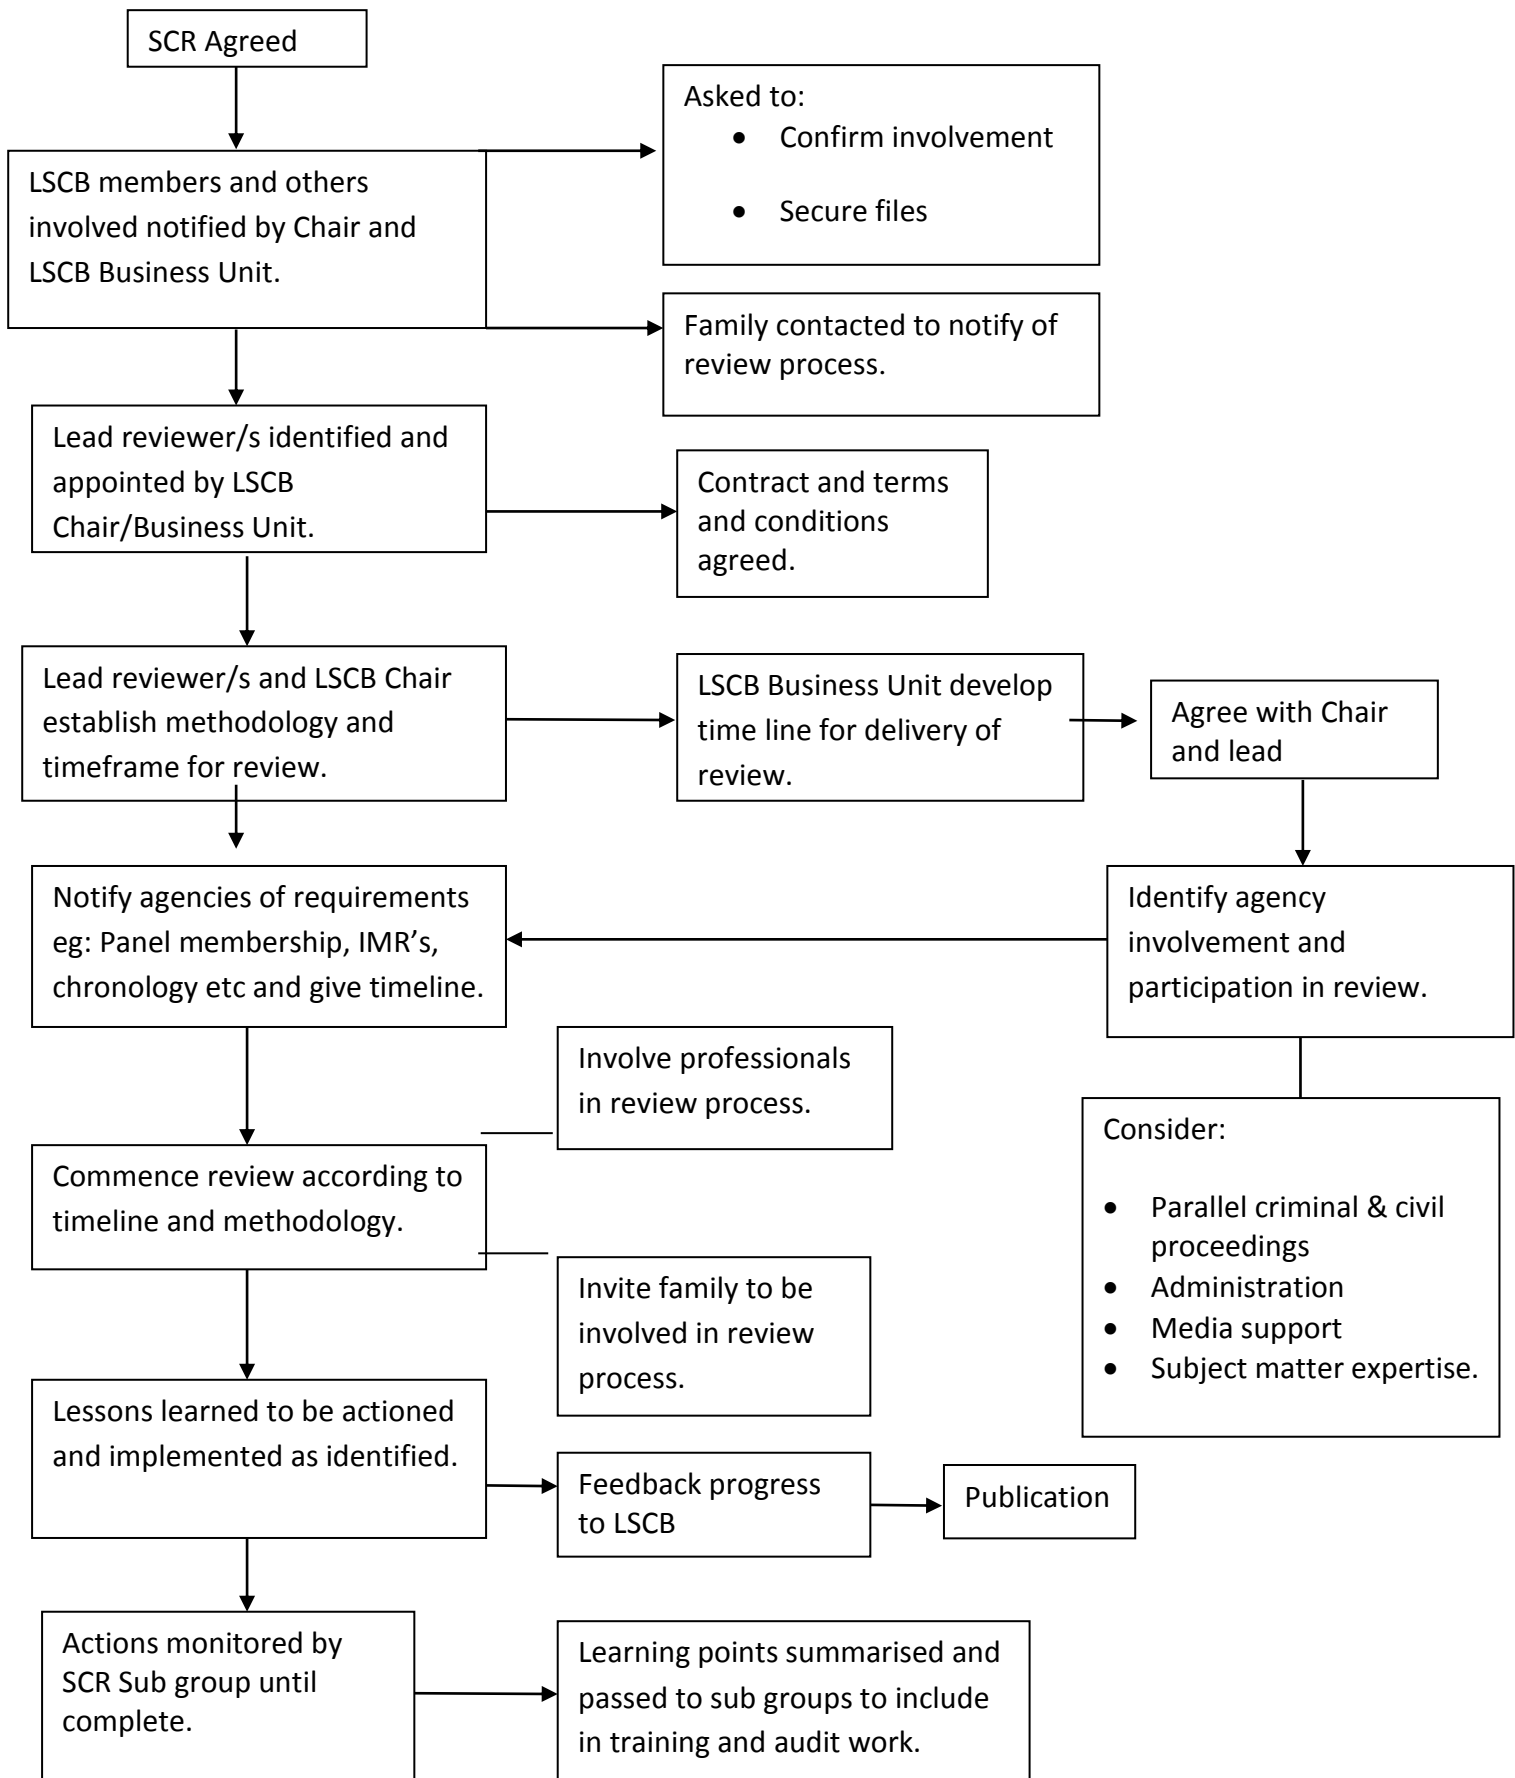 SCR Agreed
Asked to:
• Confirm involvement
• Secure files
LSCB members and others
involved notified by Chair and
LSCB Business Unit.
Family contacted to notify of
review process.
Lead reviewer/s identified and
appointed by LSCB
Chair/Business Unit.
Contract and terms
and conditions
agreed.
Lead reviewer/s and LSCB Chair
establish methodology and
timeframe for review.
LSCB Business Unit develop
time line for delivery of
review.
Agree with Chair
and lead
Notify agencies of requirements
eg: Panel membership, IMR’s,
chronology etc and give timeline.
Identify agency
involvement and
participation in review.
Involve professionals
in review process.
Consider:
• Parallel criminal & civil
proceedings
• Administration
• Media support
• Subject matter expertise.
Commence review according to
timeline and methodology.
Invite family to be
involved in review
process.
Lessons learned to be actioned
and implemented as identified.
Feedback progress
to LSCB
Publication
Actions monitored by
SCR Sub group until
complete.
Learning points summarised and
passed to sub groups to include
in training and audit work.